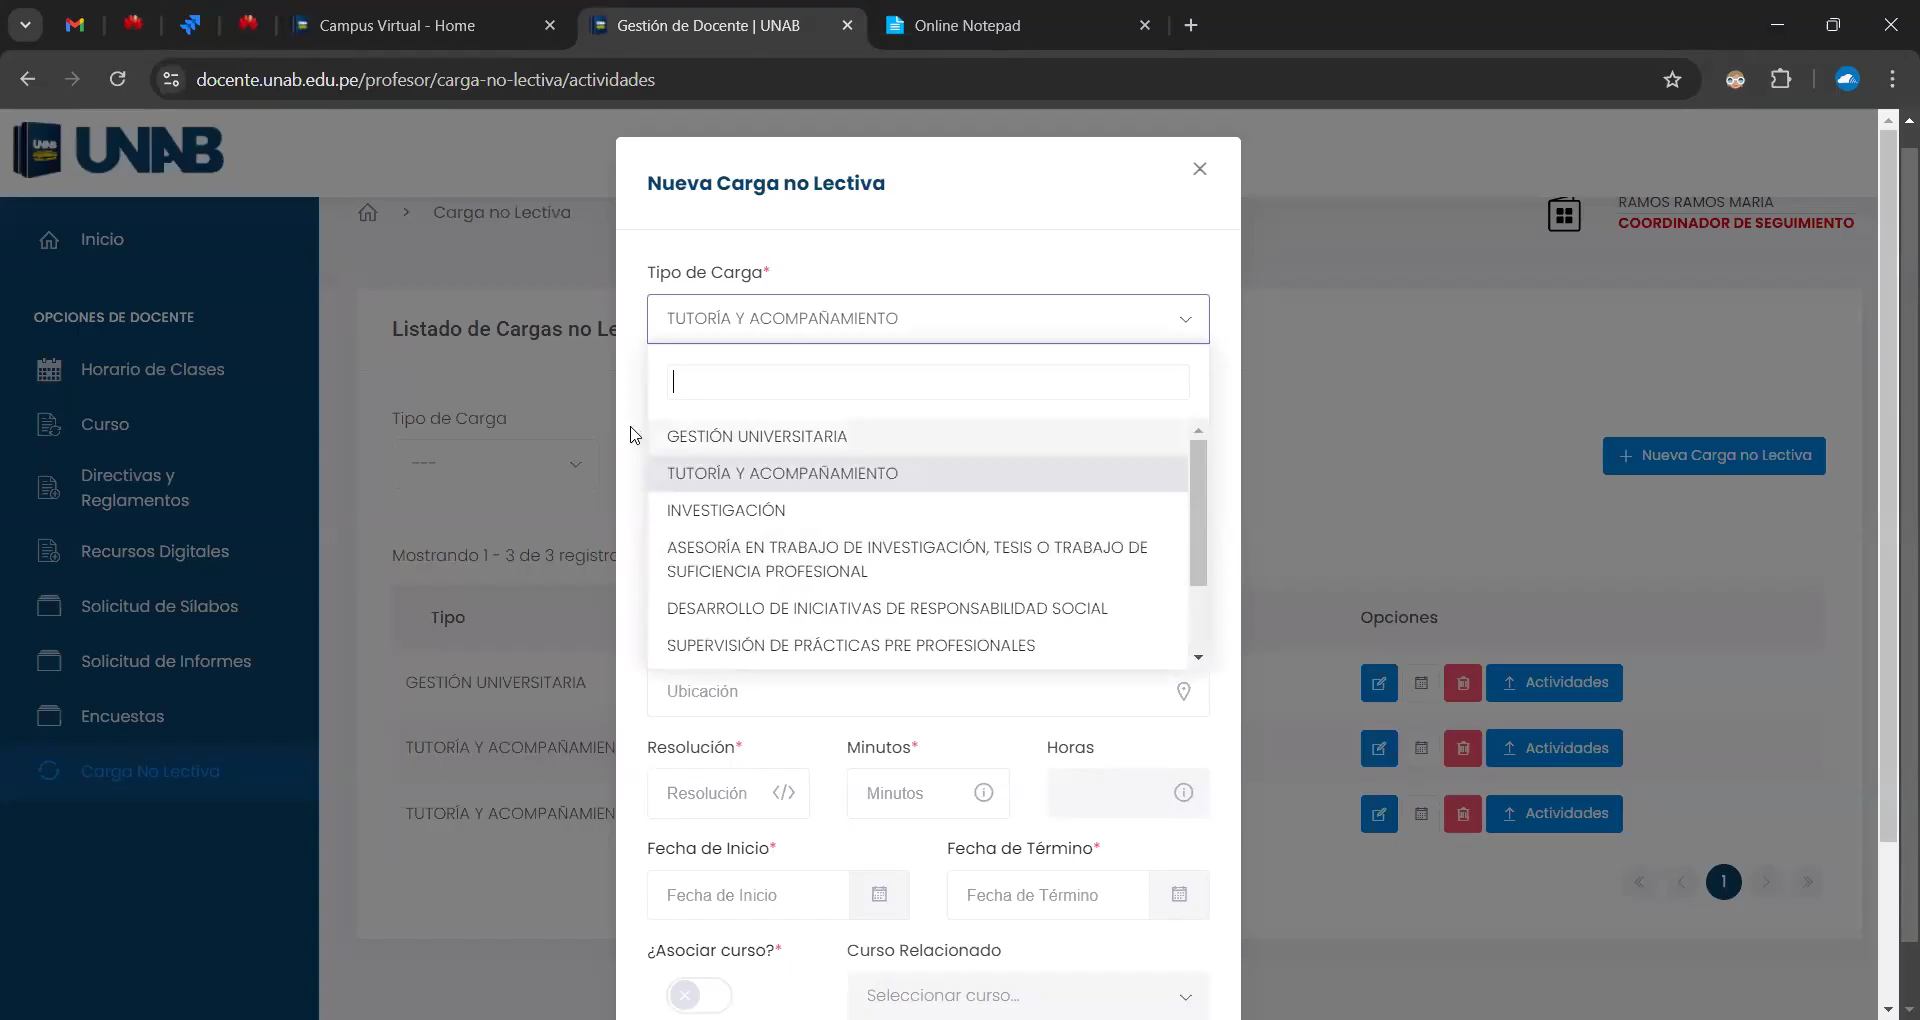 Campus Virtual - Home
Gestión de Docente | UNAB
Online Notepad
docente.unab.edu.pe/profesor/carga-no-lectiva/actividades
UNAB
UNAB
Carga no Lectiva
RAMOS RAMOS MARIA
COORDINADOR DE SEGUIMIENTO
Inicio
OPCIONES DE DOCENTE
Horario de Clases
Curso
Directivas y
Reglamentos
Recursos Digitales
Solicitud de Sílabos
Solicitud de Informes
Encuestas
Carga No Lectiva
Listado de Cargas no Le
Tipo de Carga
---
Nueva Carga no Lectiva
Mostrando 1 - 3 de 3 registro
Tipo
Opciones
GESTIÓN UNIVERSITARIA
Actividades
TUTORÍA Y ACOMPAÑAMIEN
Actividades
TUTORÍA Y ACOMPAÑAMIEN
Actividades
1
Nueva Carga no Lectiva
Tipo de Carga*
TUTORÍA Y ACOMPAÑAMIENTO
GESTIÓN UNIVERSITARIA
TUTORÍA Y ACOMPAÑAMIENTO
INVESTIGACIÓN
ASESORÍA EN TRABAJO DE INVESTIGACIÓN, TESIS O TRABAJO DE
SUFICIENCIA PROFESIONAL
DESARROLLO DE INICIATIVAS DE RESPONSABILIDAD SOCIAL
SUPERVISIÓN DE PRÁCTICAS PRE PROFESIONALES
Ubicación
Resolución* Minutos* Horas
Resolución Minutos
Fecha de Inicio* Fecha de Término*
Fecha de Inicio Fecha de Término
¿Asociar curso?* Curso Relacionado
Seleccionar curso...